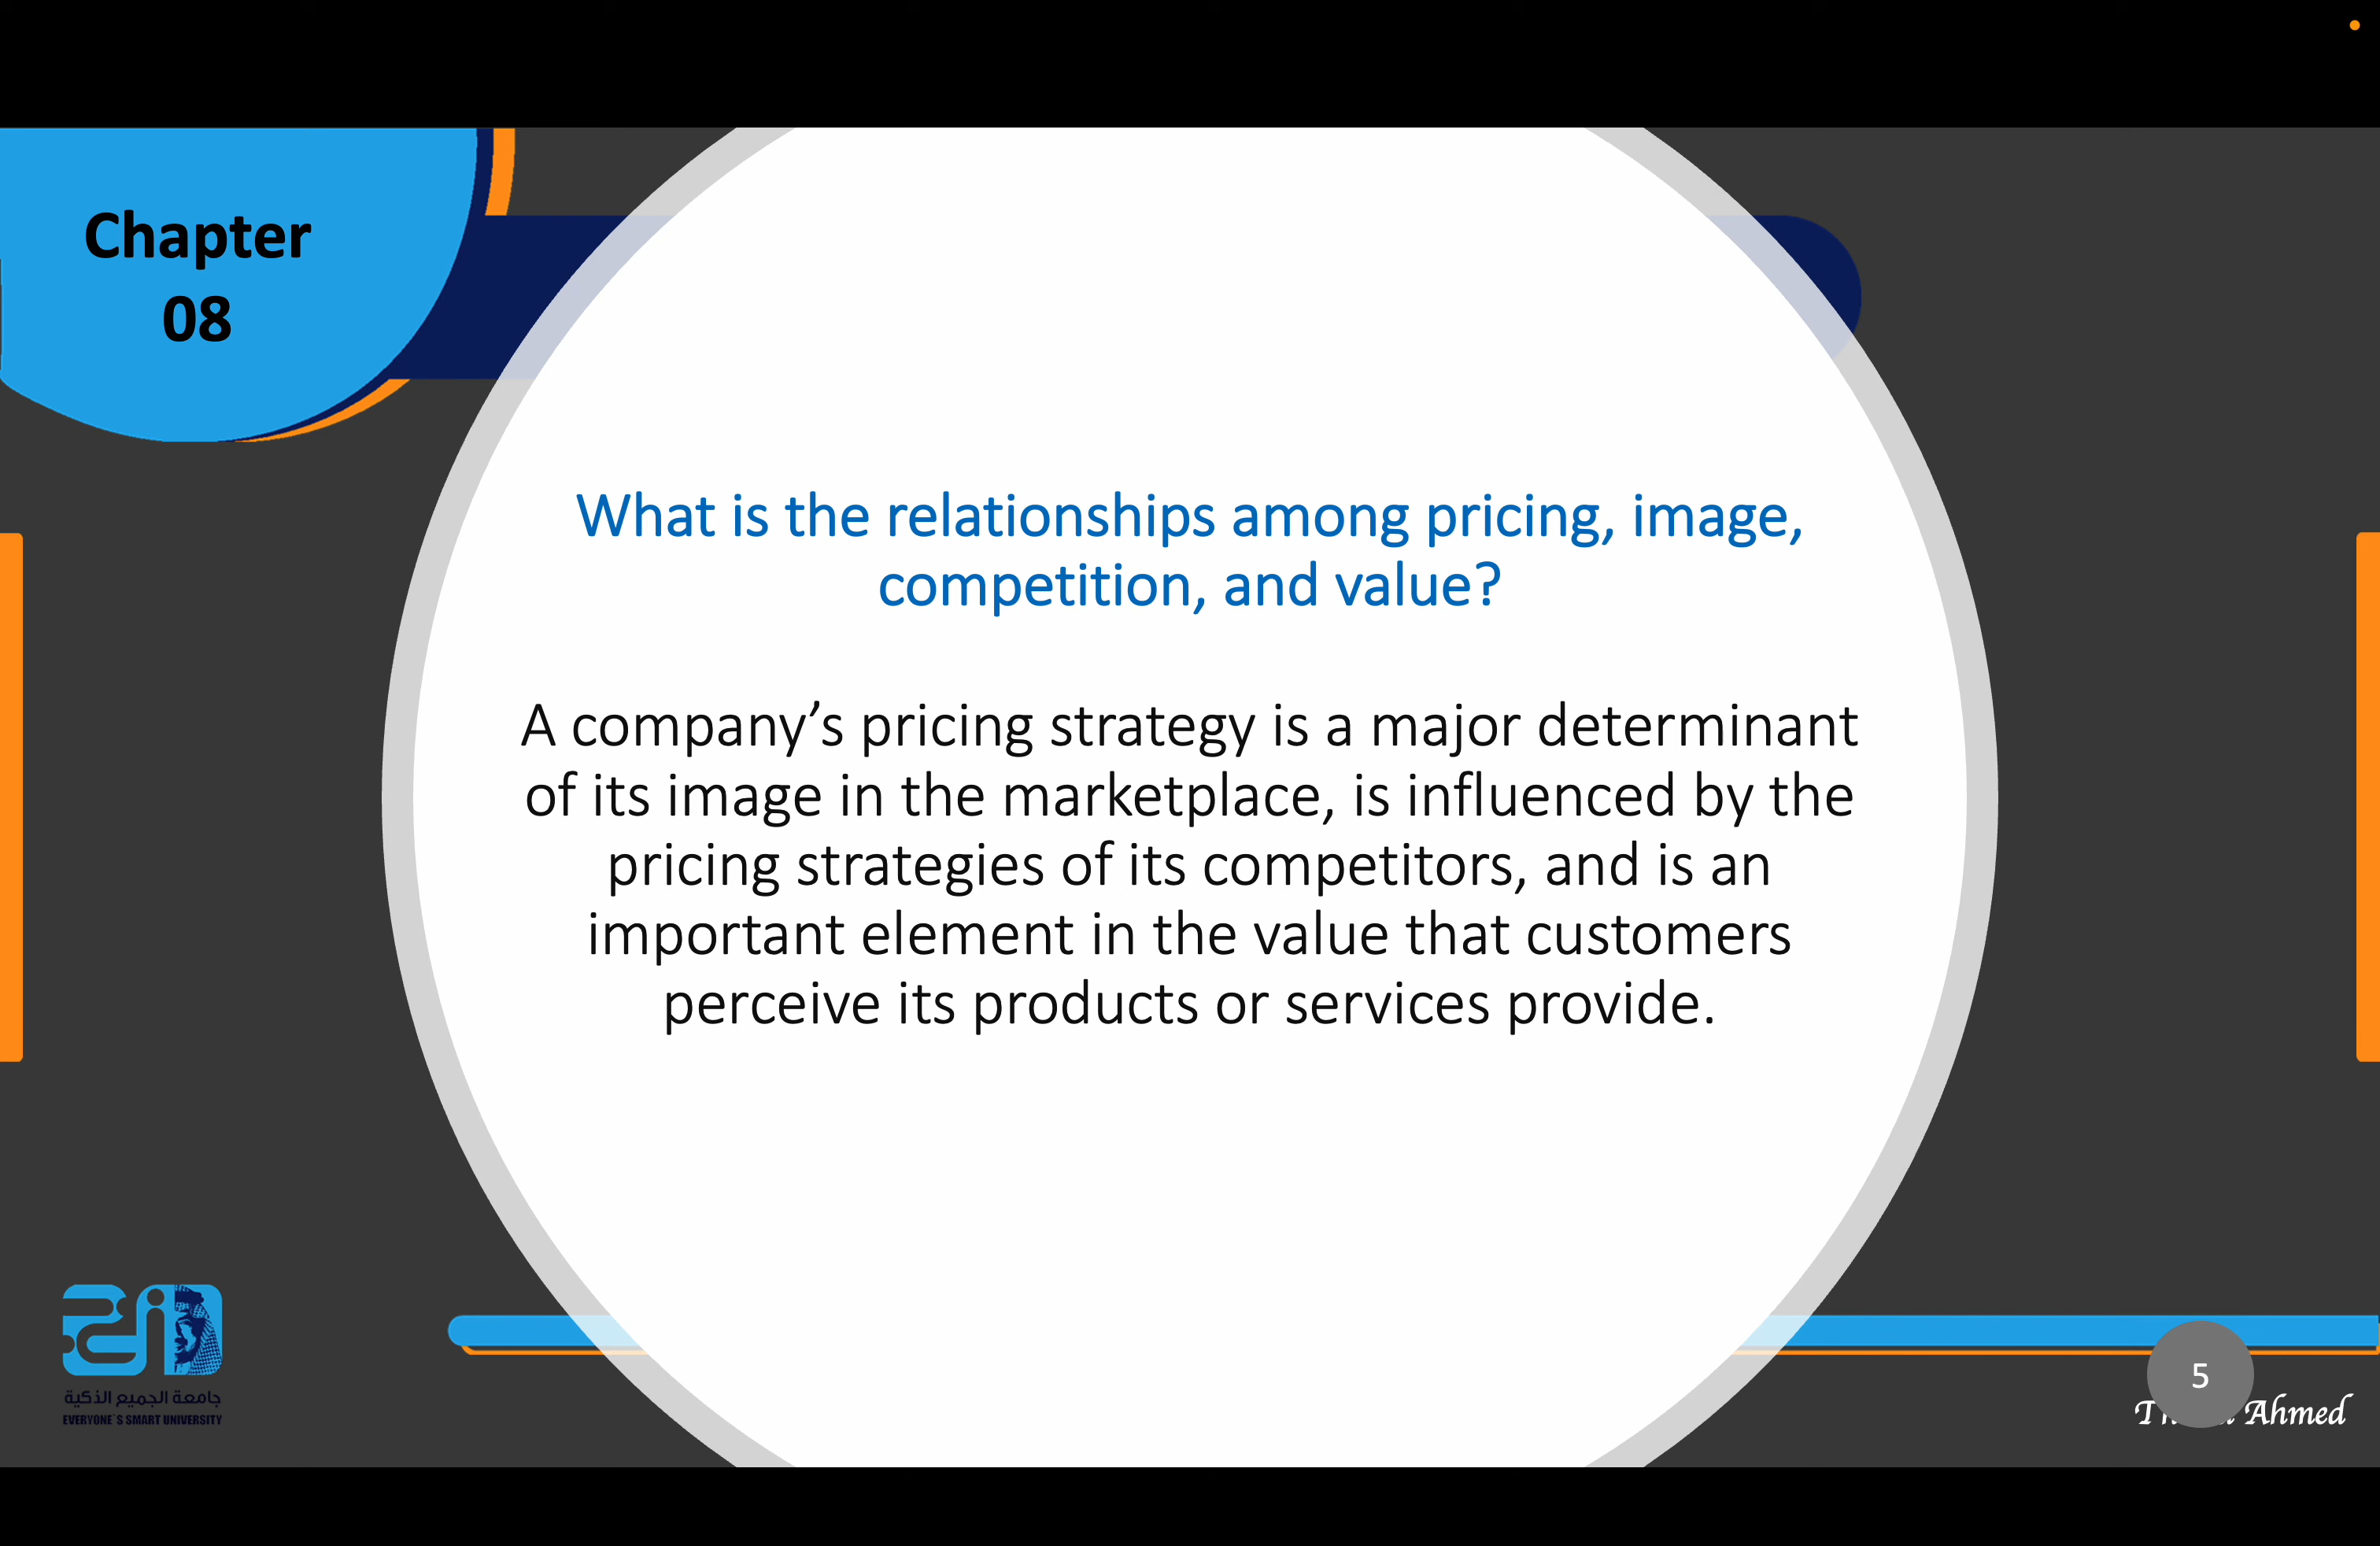 Chapter
08
What is the relationships among pricing, image,
competition, and value?
A company's pricing strategy is a major determinant
of its image in the marketplace, is influenced by the
pricing strategies of its competitors, and is an
important element in the value that customers
perceive its products or services provide.
جامعة الجميع الذكية
EVERYONE`S SMART UNIVERSITY
5
Ahmed